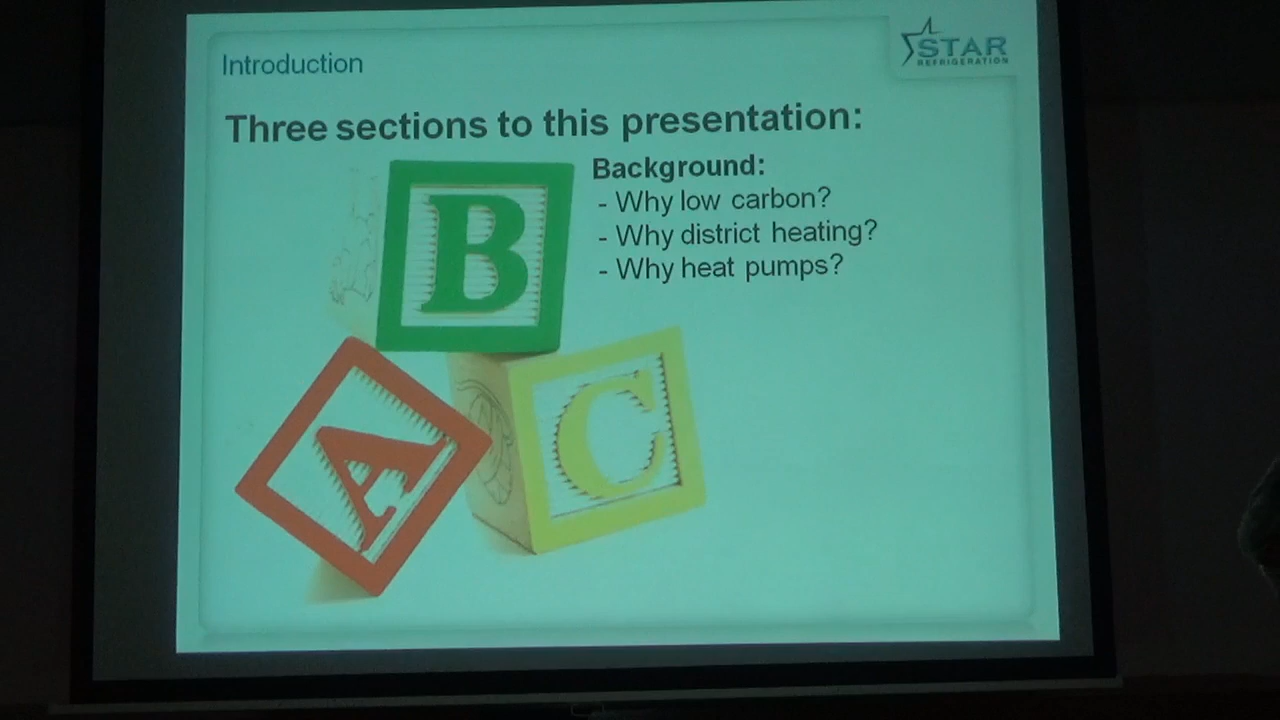 Introduction
STAR
REFRIGERATION
Three sections to this presentation:
Background:
- Why low carbon?
- Why district heating?
- Why heat pumps?
B
A
C